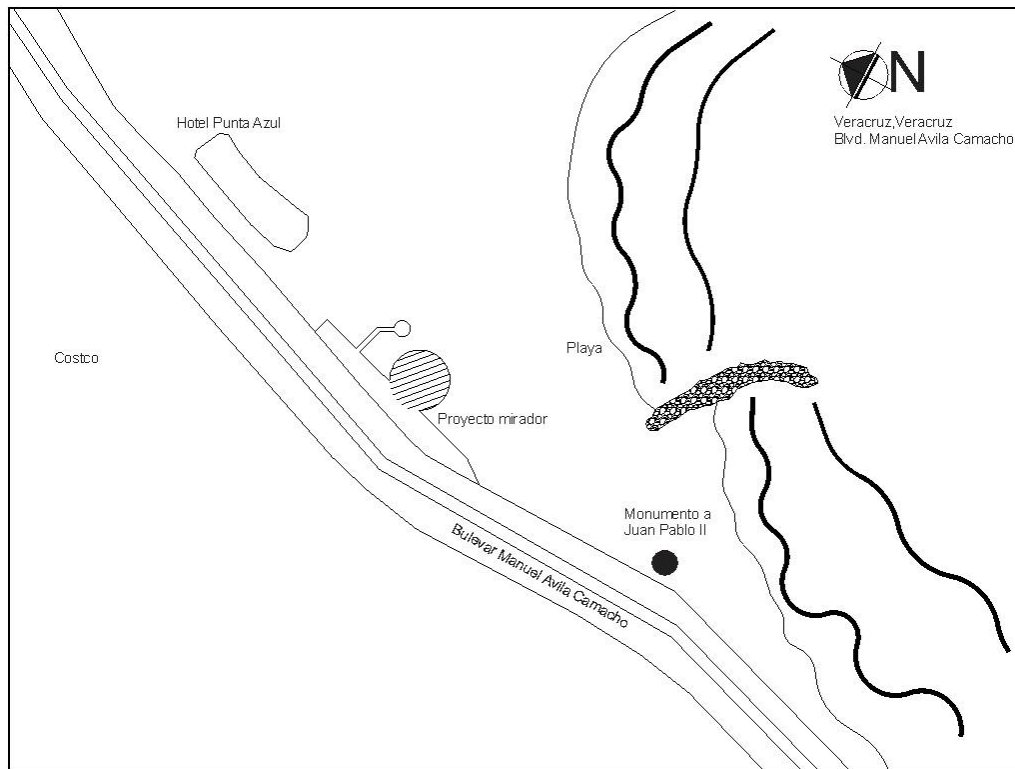 N
Veracruz,Veracruz
Blvd. Manuel Avila Camacho
Hotel Punta Azul
Costco
Playa
Proyecto mirador
Monumento a
Juan Pablo II
Bulevar Manuel Avila Camacho